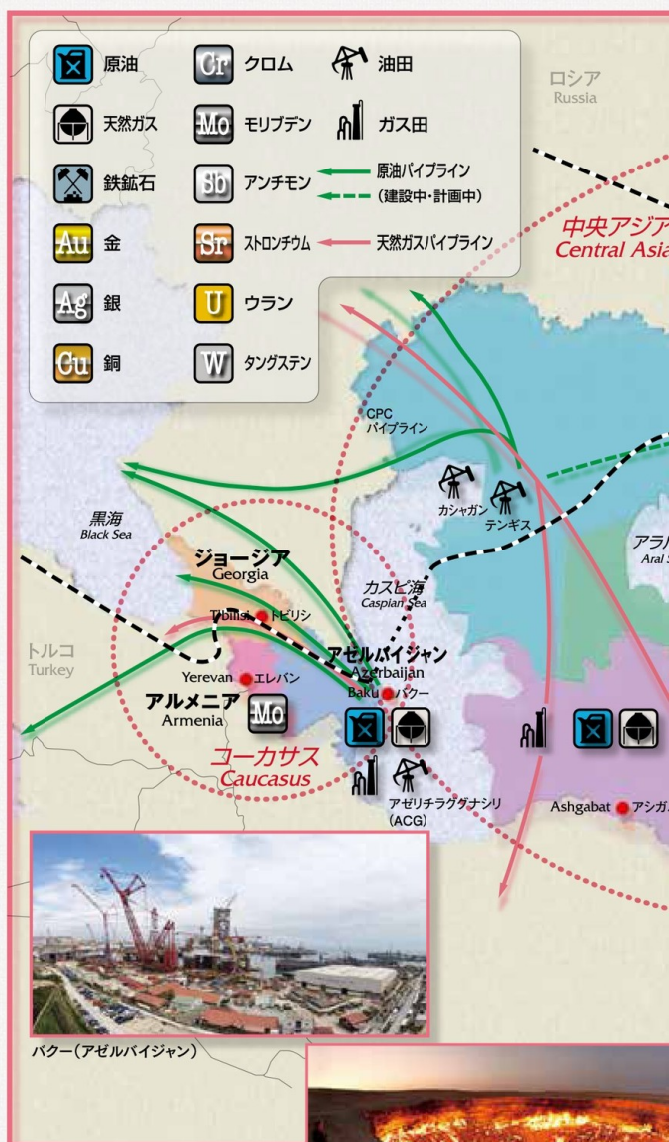 原油
クロム
Cr
油田
天然ガス
Mo
モリブデン
ガス田
鉄鉱石
Sb
アンチモン
原油パイプライン
(建設中・計画中)
Au
金
Sr
ストロンチウム
天然ガスパイプライン
Ag
銀
U
ウラン
Cu
銅
W
タングステン
ロシア
Russia
中央アジア
Central Asia
CPC
パイプライン
カシャガン
テンギス
黒海
Black Sea
ジョージア
Georgia
カスピ海
Caspian Sea
アラル
Aral S
Tbilisi
トビリシ
トルコ
Turkey
アゼルバイジャン
Azerbaijan
Yerevan
エレバン
Baku
バクー
アルメニア
Armenia
Mo
コーカサス
Caucasus
アゼリチラググナシリ
(ACG)
Ashgabat
アシガ
バクー(アゼルバイジャン)